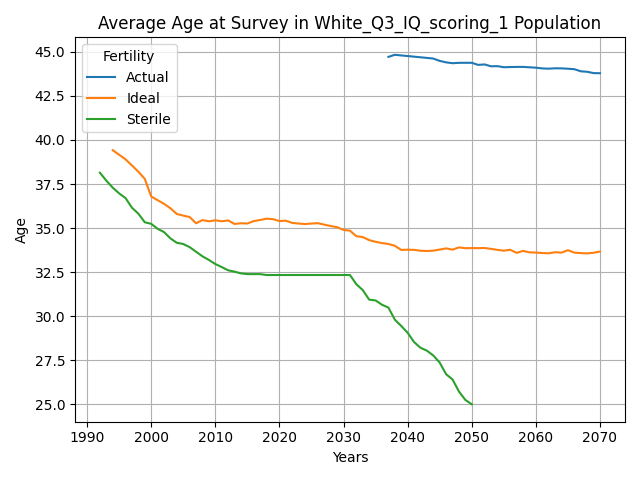 Average Age at Survey in White_Q3_IQ_scoring_1 Population
Fertility
Actual
Ideal
Sterile
Age
45.0
42.5
40.0
37.5
35.0
32.5
30.0
27.5
25.0
1990 2000 2010 2020 2030 2040 2050 2060 2070
Years